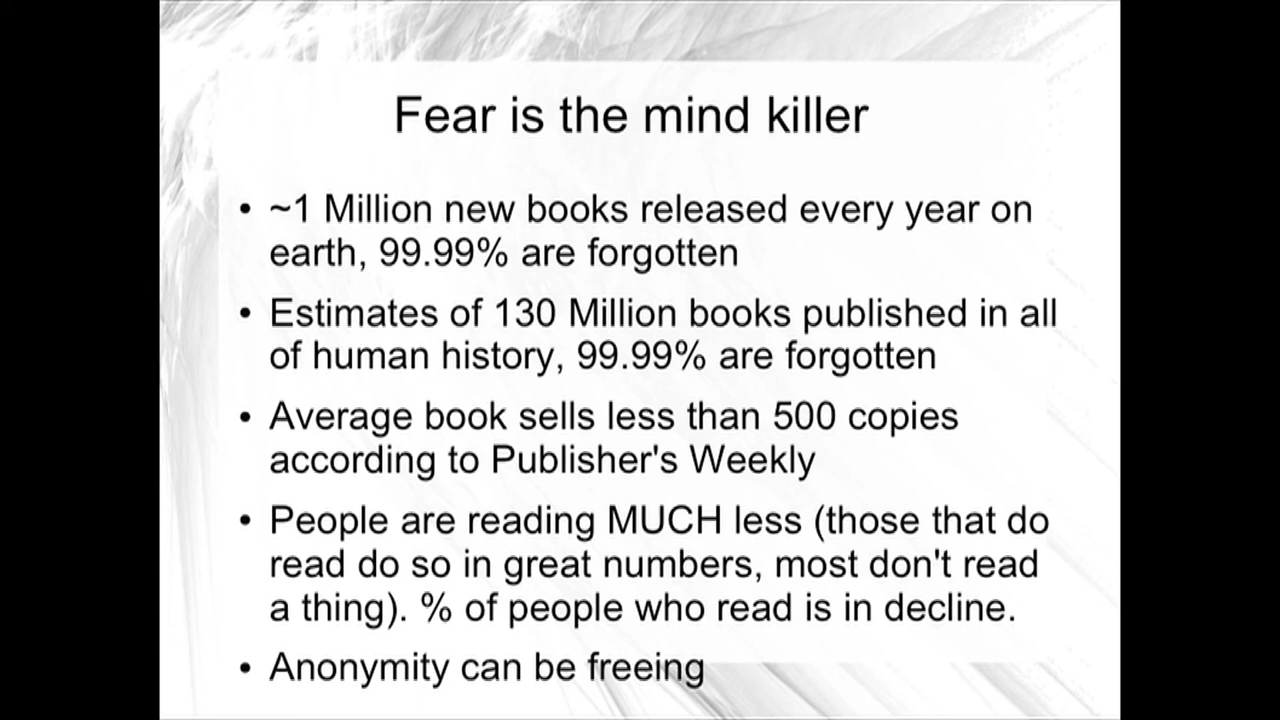 Fear is the mind killer
• ~1 Million new books released every year on
earth, 99.99% are forgotten
• Estimates of 130 Million books published in all
of human history, 99.99% are forgotten
• Average book sells less than 500 copies
according to Publisher's Weekly
• People are reading MUCH less (those that do
read do so in great numbers, most don't read
a thing). % of people who read is in decline.
• Anonymity can be freeing